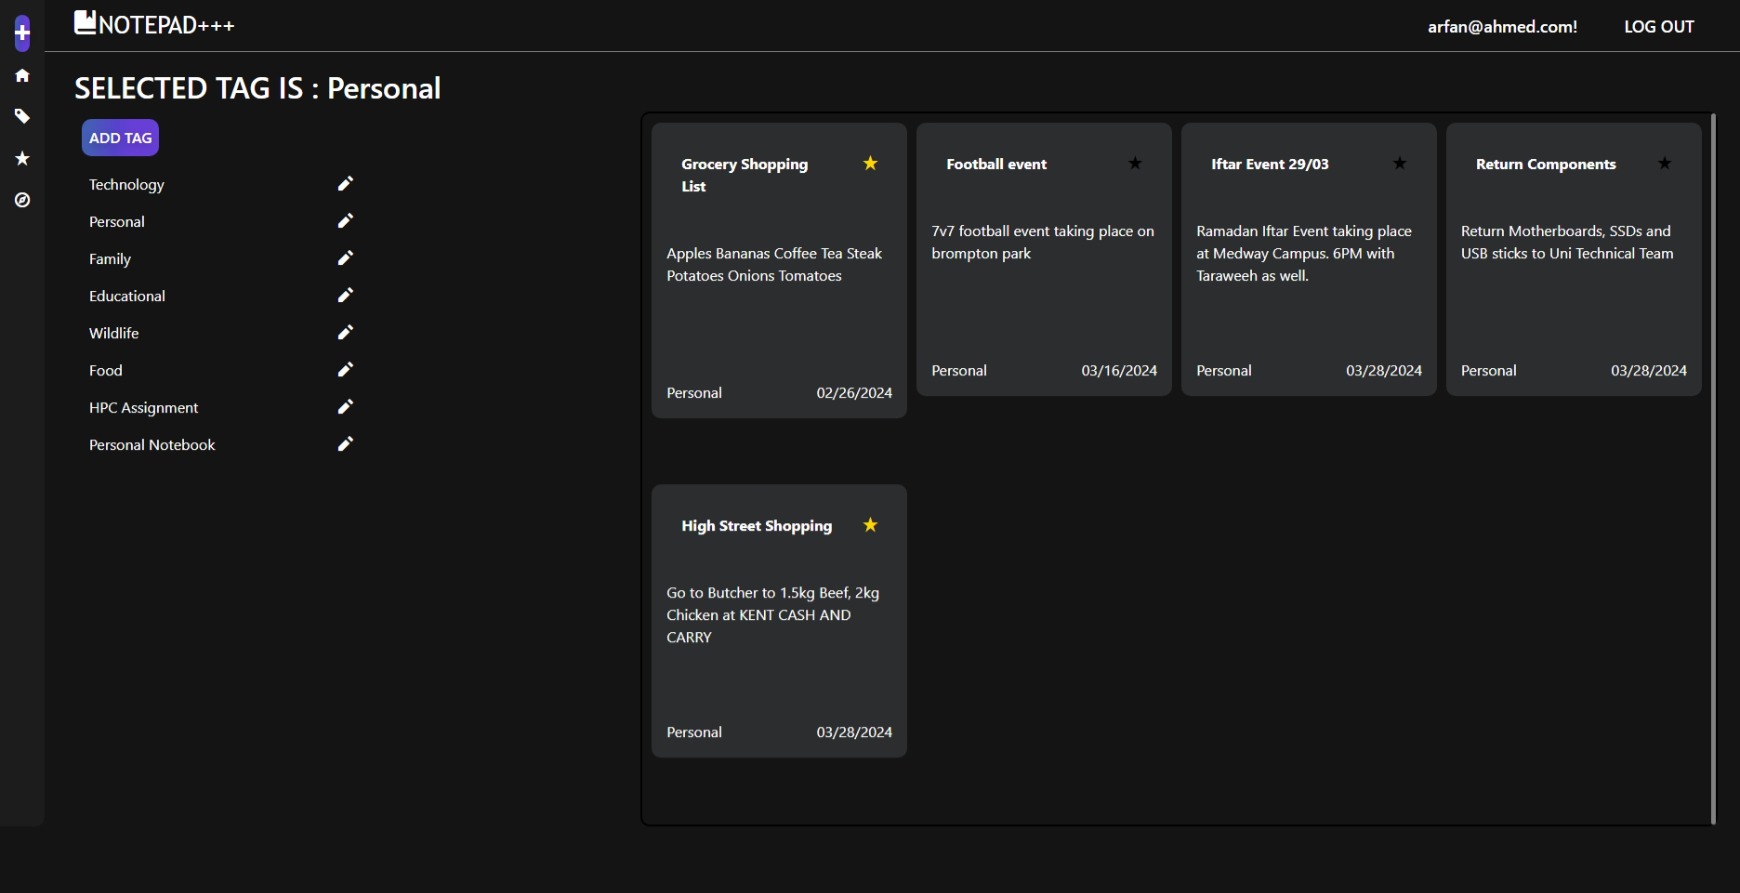 NOTEPAD+++
arfan@ahmed.com!
LOG OUT
SELECTED TAG IS : Personal
ADD TAG
Technology
Personal
Family
Educational
Wildlife
Food
HPC Assignment
Personal Notebook
Grocery Shopping
List
Apples Bananas Coffee Tea Steak
Potatoes Onions Tomatoes
Personal
02/26/2024
Football event
7v7 football event taking place on
brompton park
Personal
03/16/2024
Iftar Event 29/03
Ramadan Iftar Event taking place
at Medway Campus. 6PM with
Taraweeh as well.
Personal
03/28/2024
Return Components
Return Motherboards, SSDs and
USB sticks to Uni Technical Team
Personal
03/28/2024
High Street Shopping
Go to Butcher to 1.5kg Beef, 2kg
Chicken at KENT CASH AND
CARRY
Personal
03/28/2024